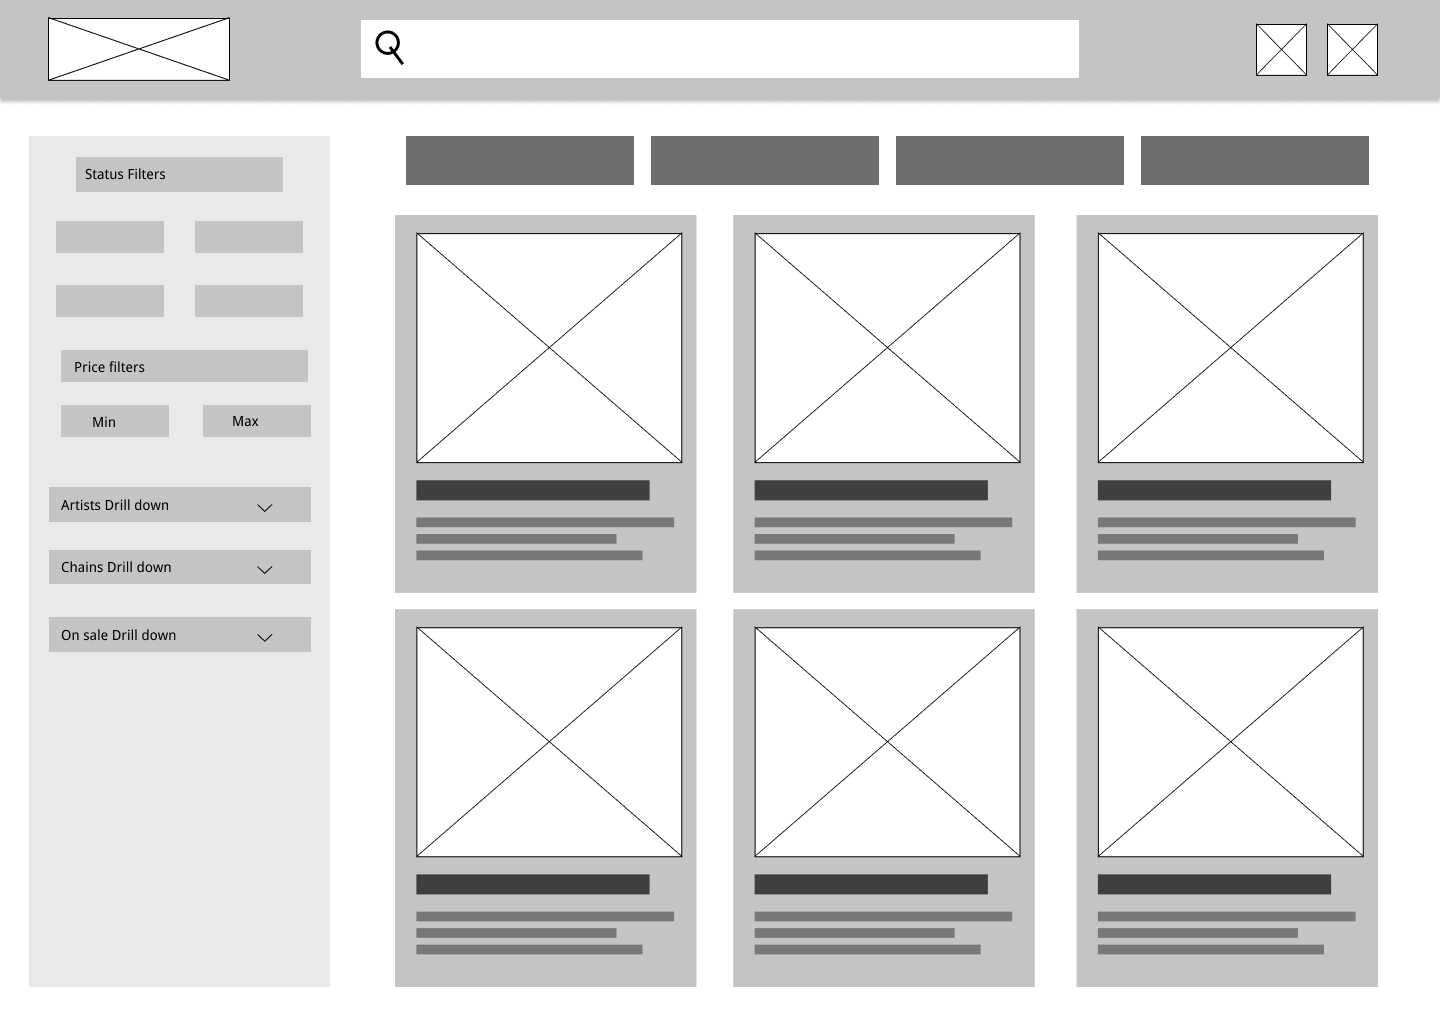 Status Filters
Price filters
Min
Max
Artists Drill down
Chains Drill down
On sale Drill down